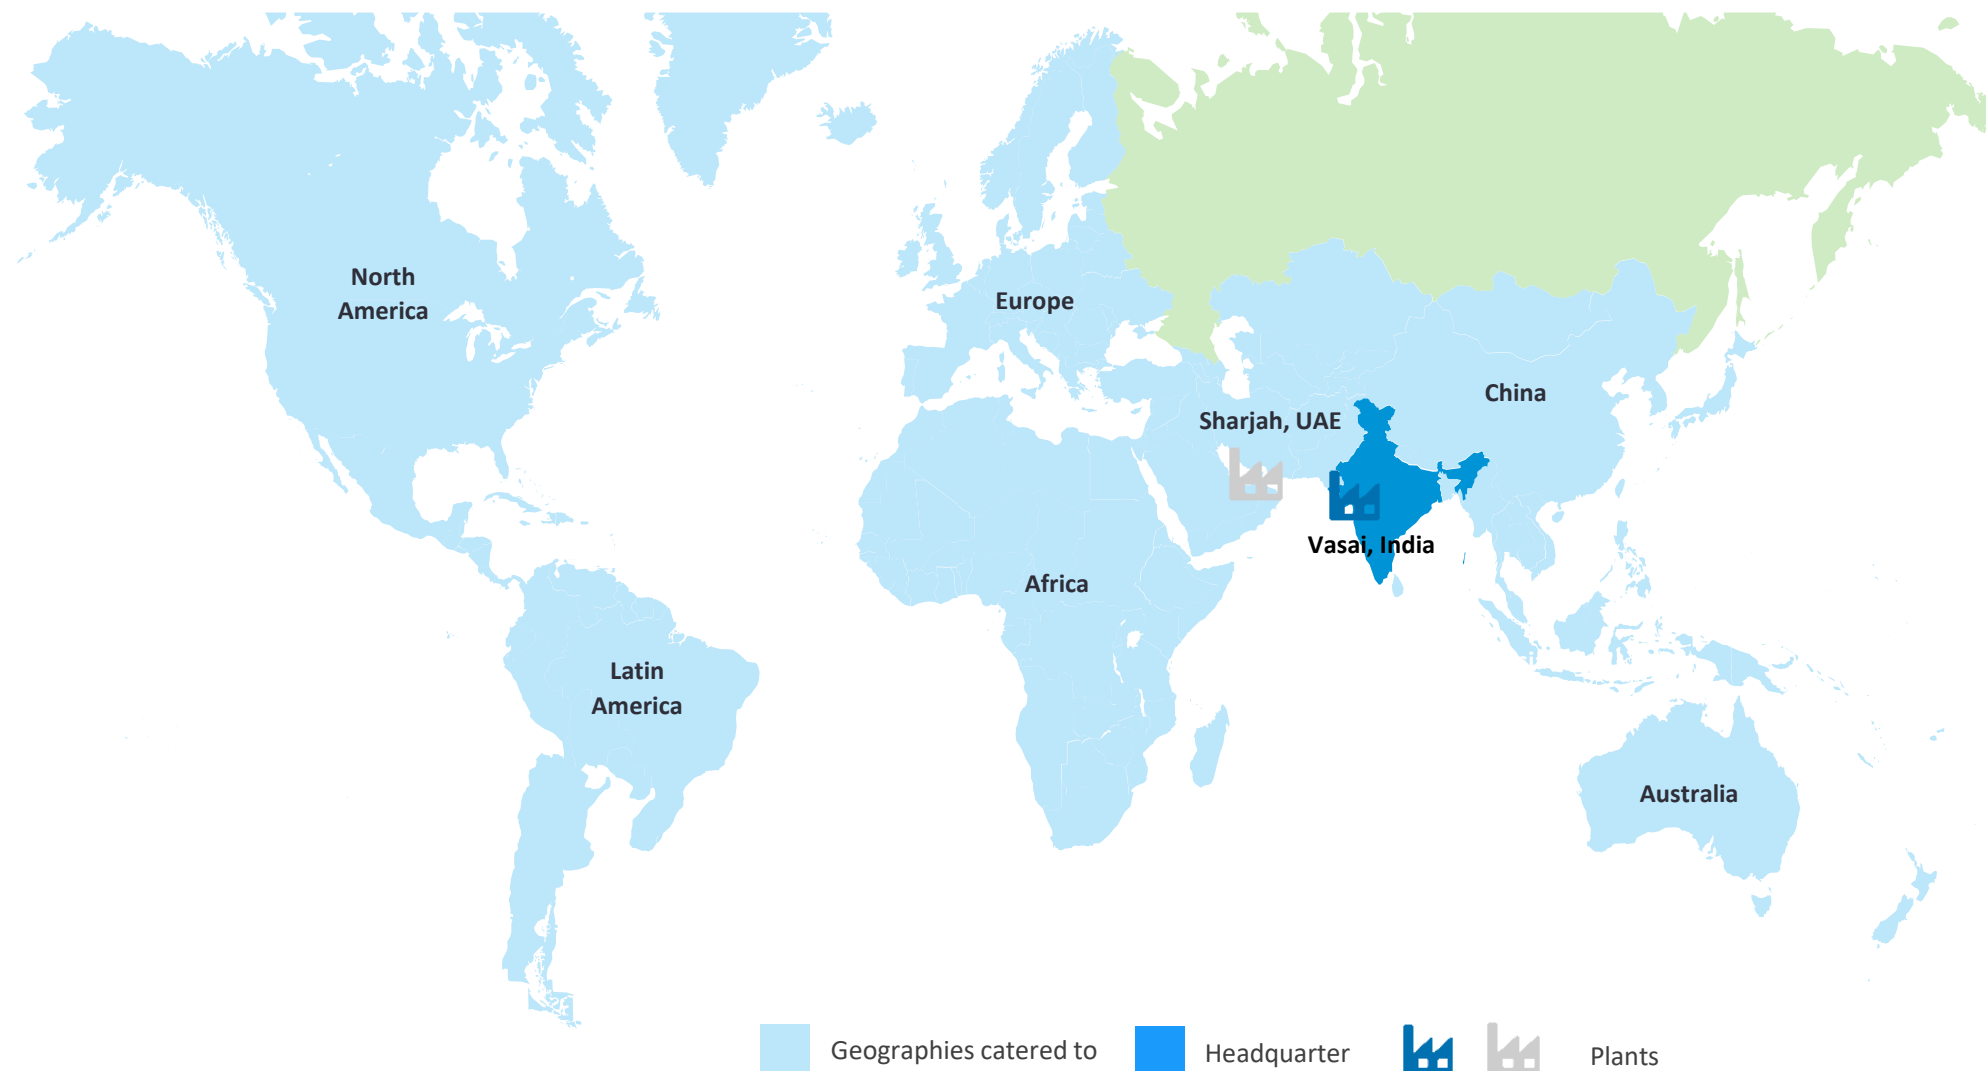 North
America
Europe
China
Sharjah, UAE
Vasai, India
Africa
Latin
America
Australia
Geographies catered to
Headquarter
Plants